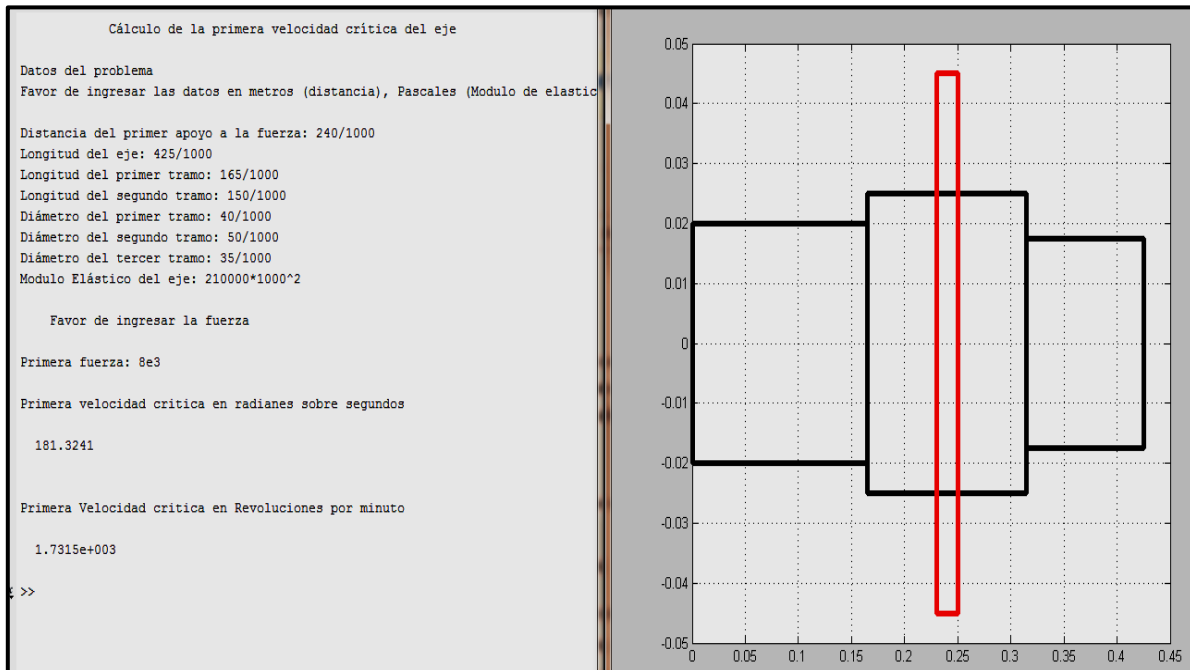 Cálculo de la primera velocidad crítica del eje
Datos del problema
Favor de ingresar las datos en metros (distancia), Pascales (Modulo de elastic
Distancia del primer apoyo a la fuerza: 240/1000
Longitud del eje: 425/1000
Longitud del primer tramo: 165/1000
Longitud del segundo tramo: 150/1000
Diámetro del primer tramo: 40/1000
Diámetro del segundo tramo: 50/1000
Diámetro del tercer tramo: 35/1000
Modulo Elástico del eje: 210000*1000^2
Favor de ingresar la fuerza
Primera fuerza: 8e3
Primera velocidad critica en radianes sobre segundos
181.3241
Primera Velocidad critica en Revoluciones por minuto
1.7315e+003
>>
0.05
0.04
0.03
0.02
0.01
0
-0.01
-0.02
-0.03
-0.04
-0.05
0 0.05 0.1 0.15 0.2 0.25 0.3 0.35 0.4 0.45